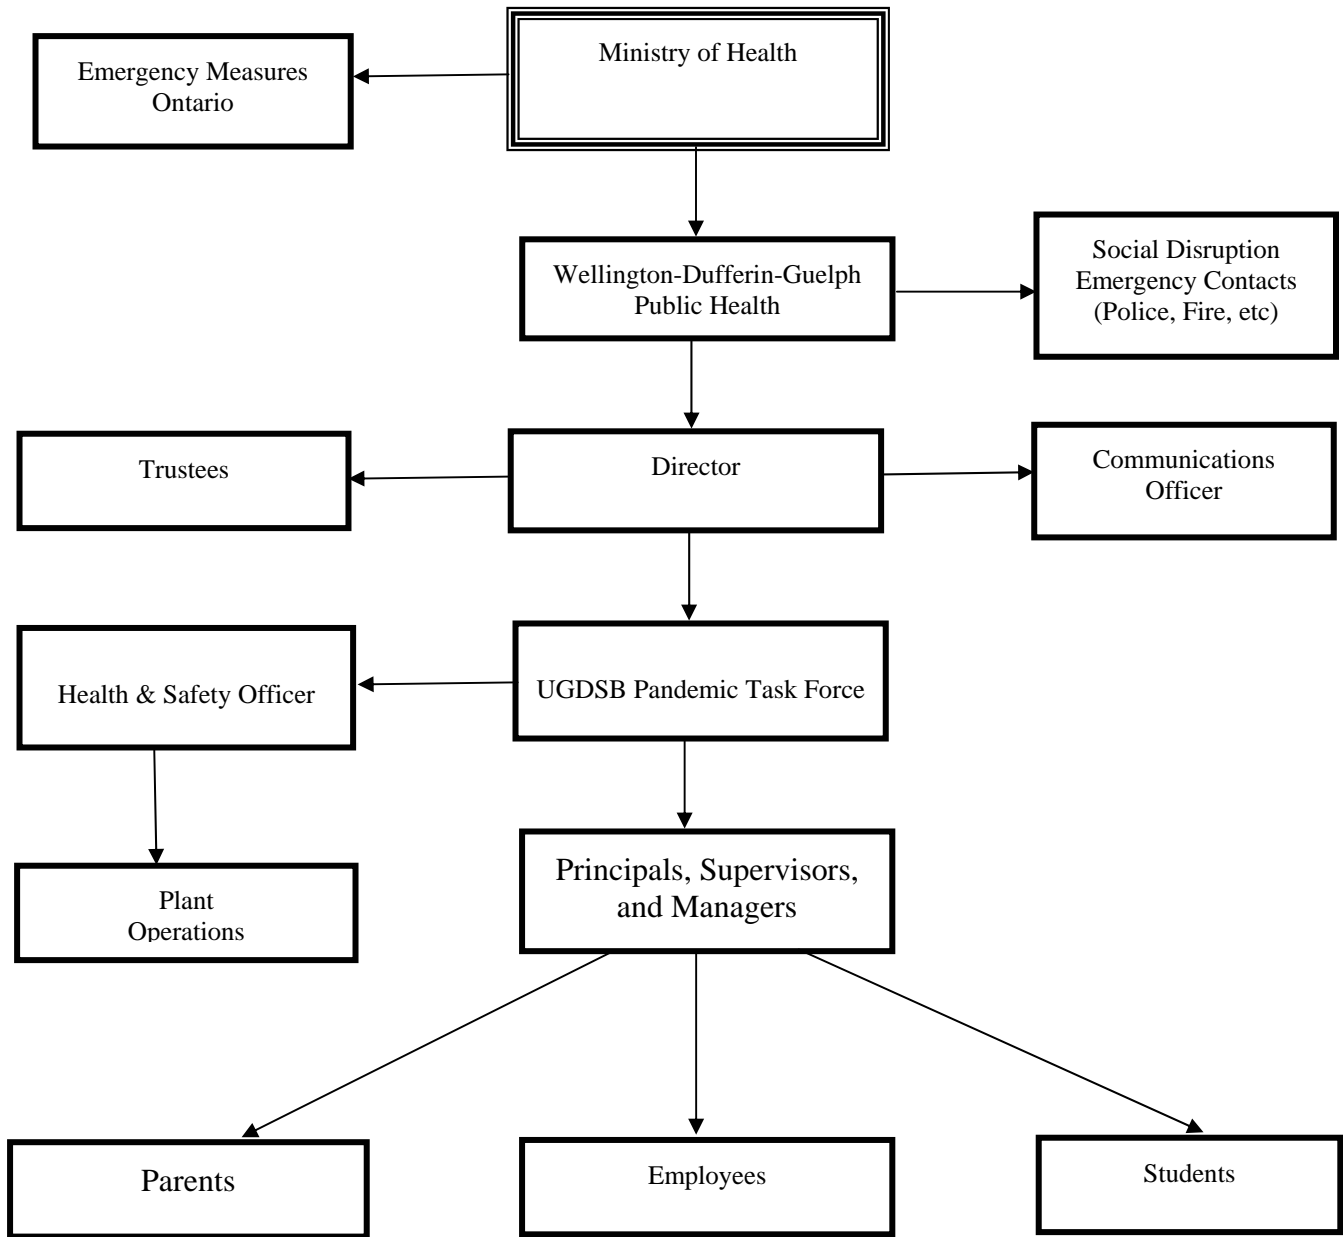 Ministry of Health
Emergency Measures
Ontario
Wellington-Dufferin-Guelph
Public Health
Social Disruption
Emergency Contacts
(Police, Fire, etc)
Trustees
Director
Communications
Officer
Health & Safety Officer
UGDSB Pandemic Task Force
Principals, Supervisors,
and Managers
Plant
Operations
Parents
Employees
Students